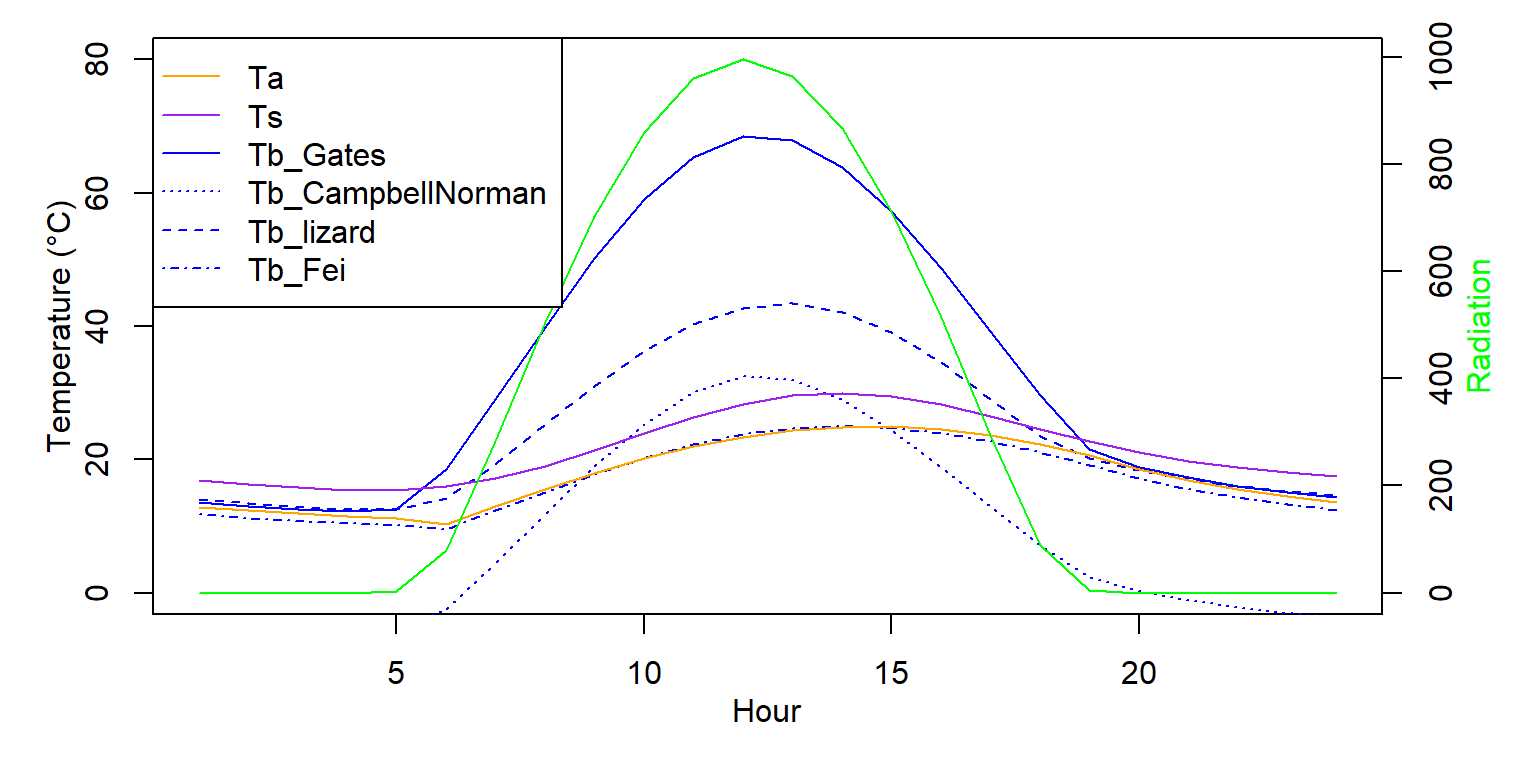 Temperature (°C)
80
60
40
20
0
Ta
Ts
Tb_Gates
Tb_CampbellNorman
Tb_lizard
Tb_Fei
1000
800
600
400
200
0
Radiation
5
10
15
20
Hour